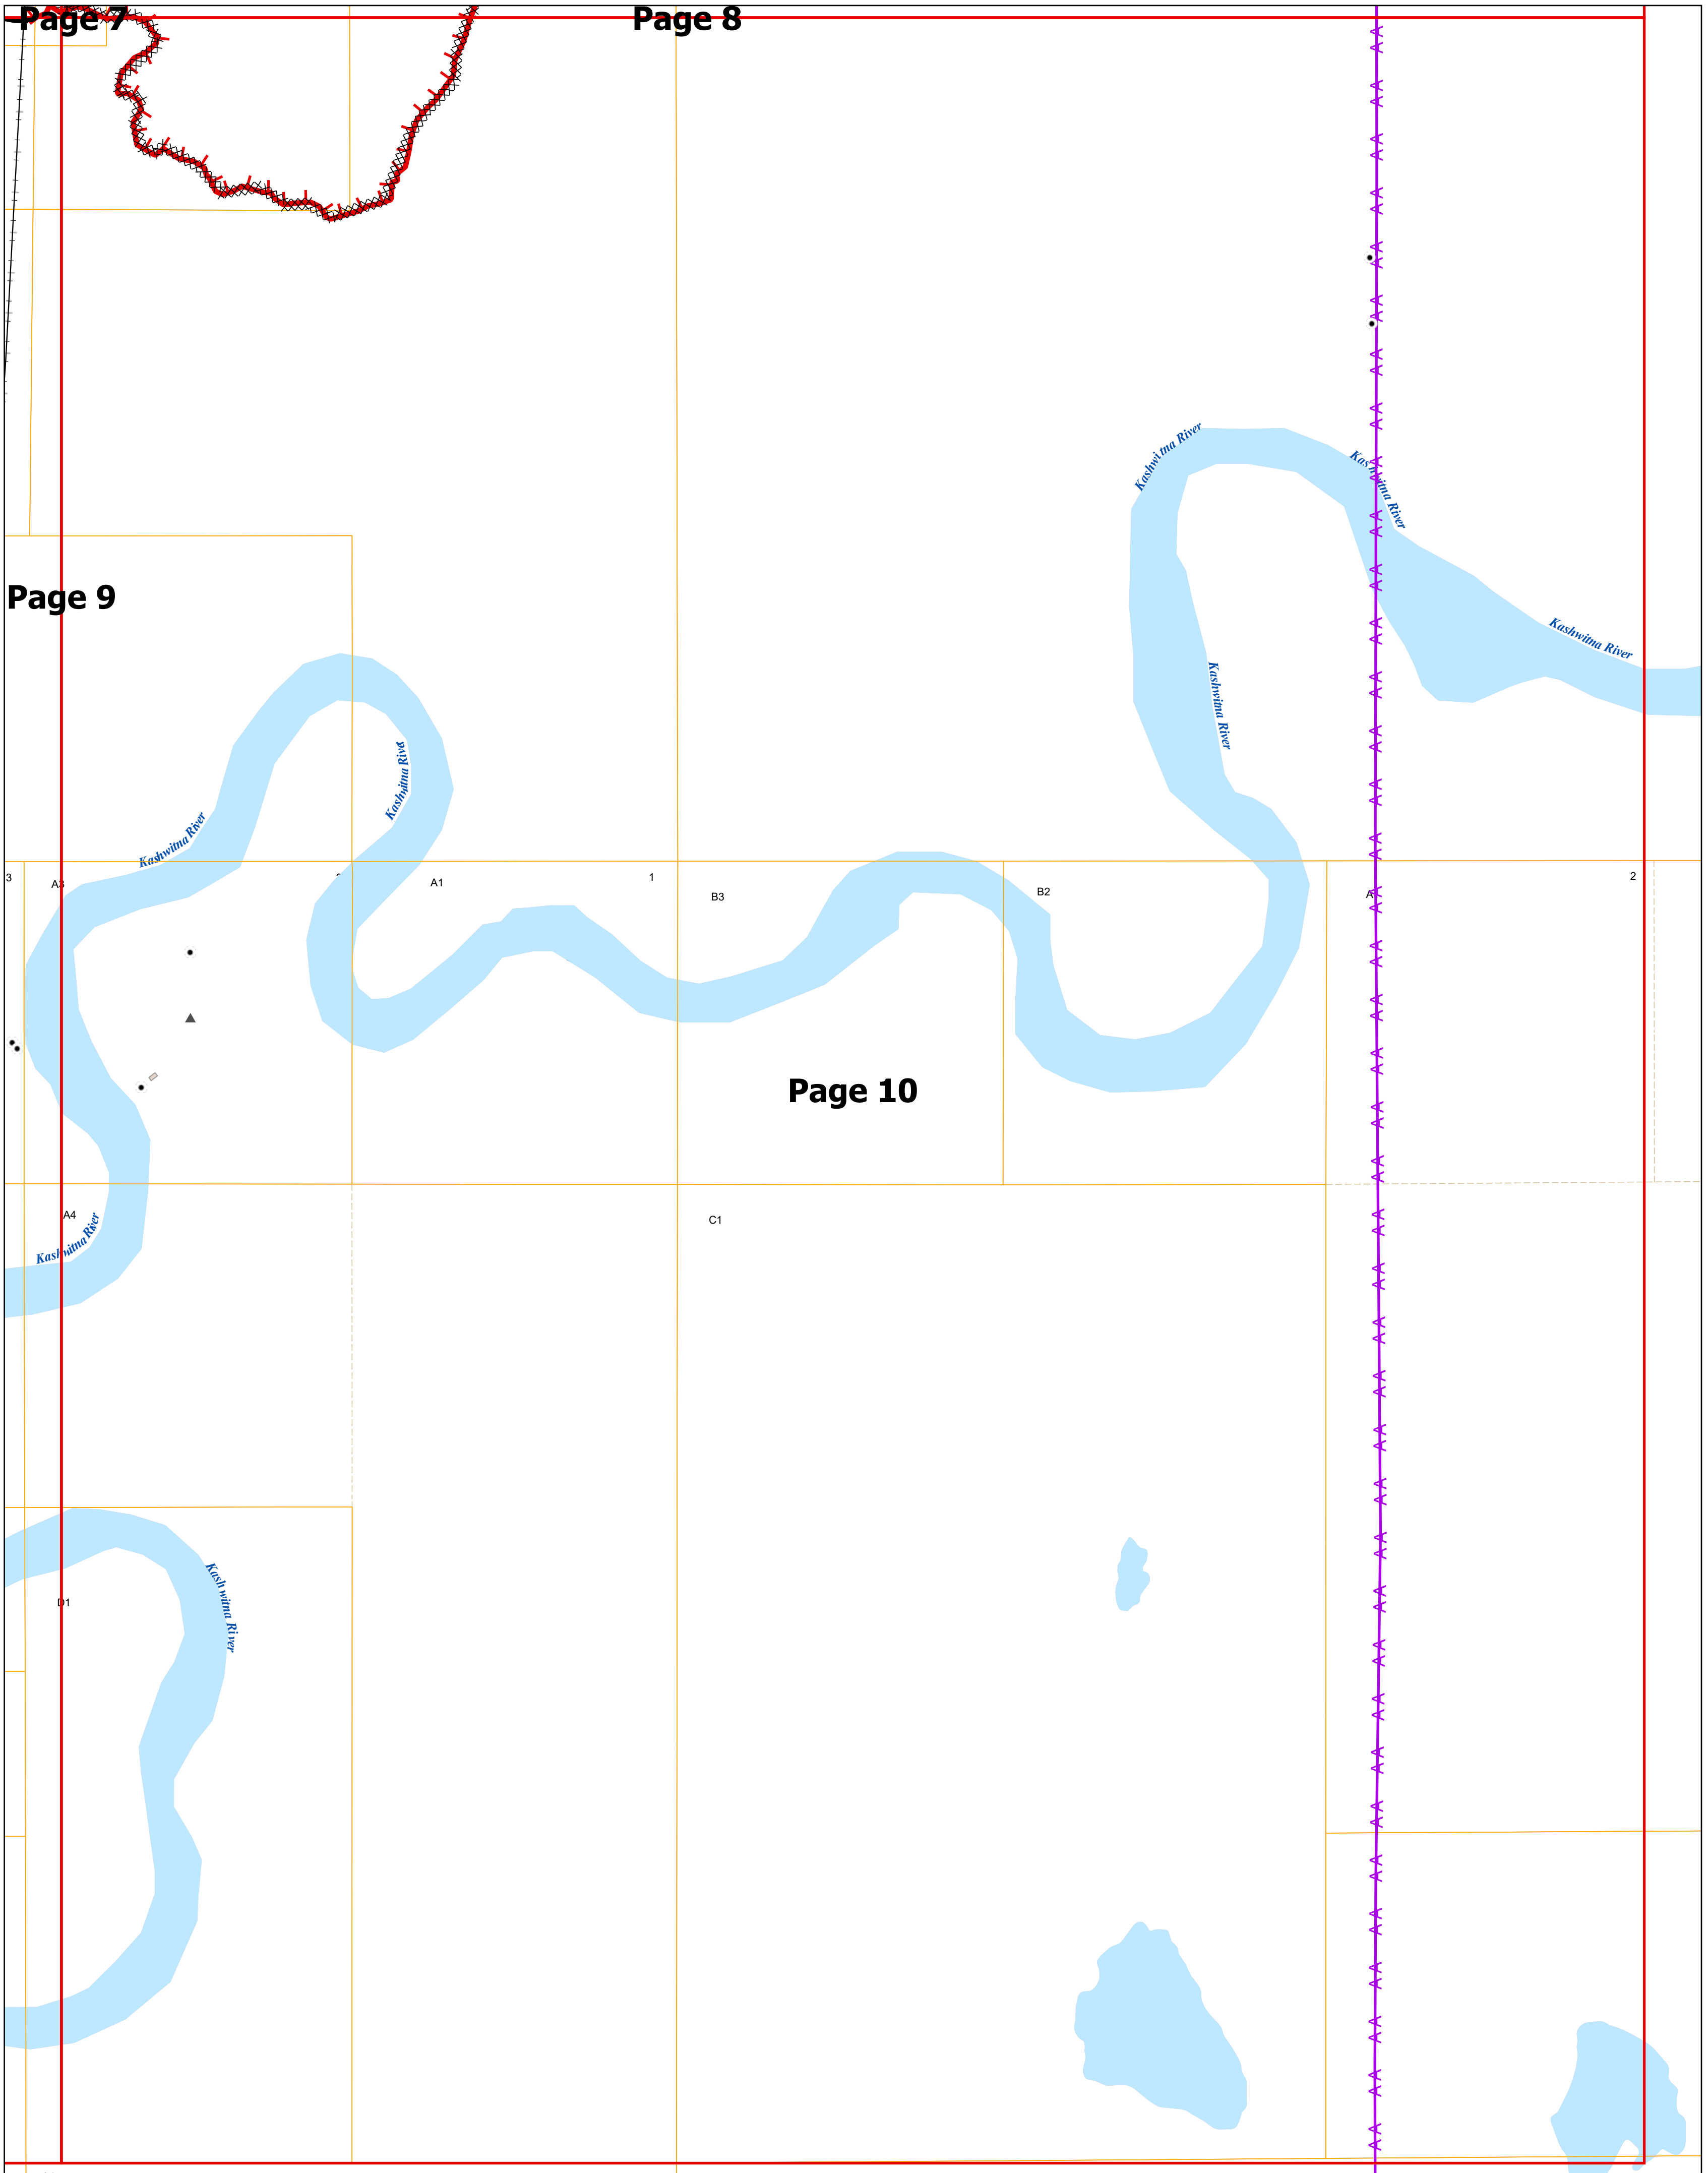 Page 7
Page 8
Kashwitna River
Kashwitna River
Page 9
Kashwitna River
Kashwitna River
Kashwitna River
Kashwitna River
3
A3
A1
1
B3
B2
A
2
Page 10
A4
Kashwitna River
C1
D1
Kashwitna River